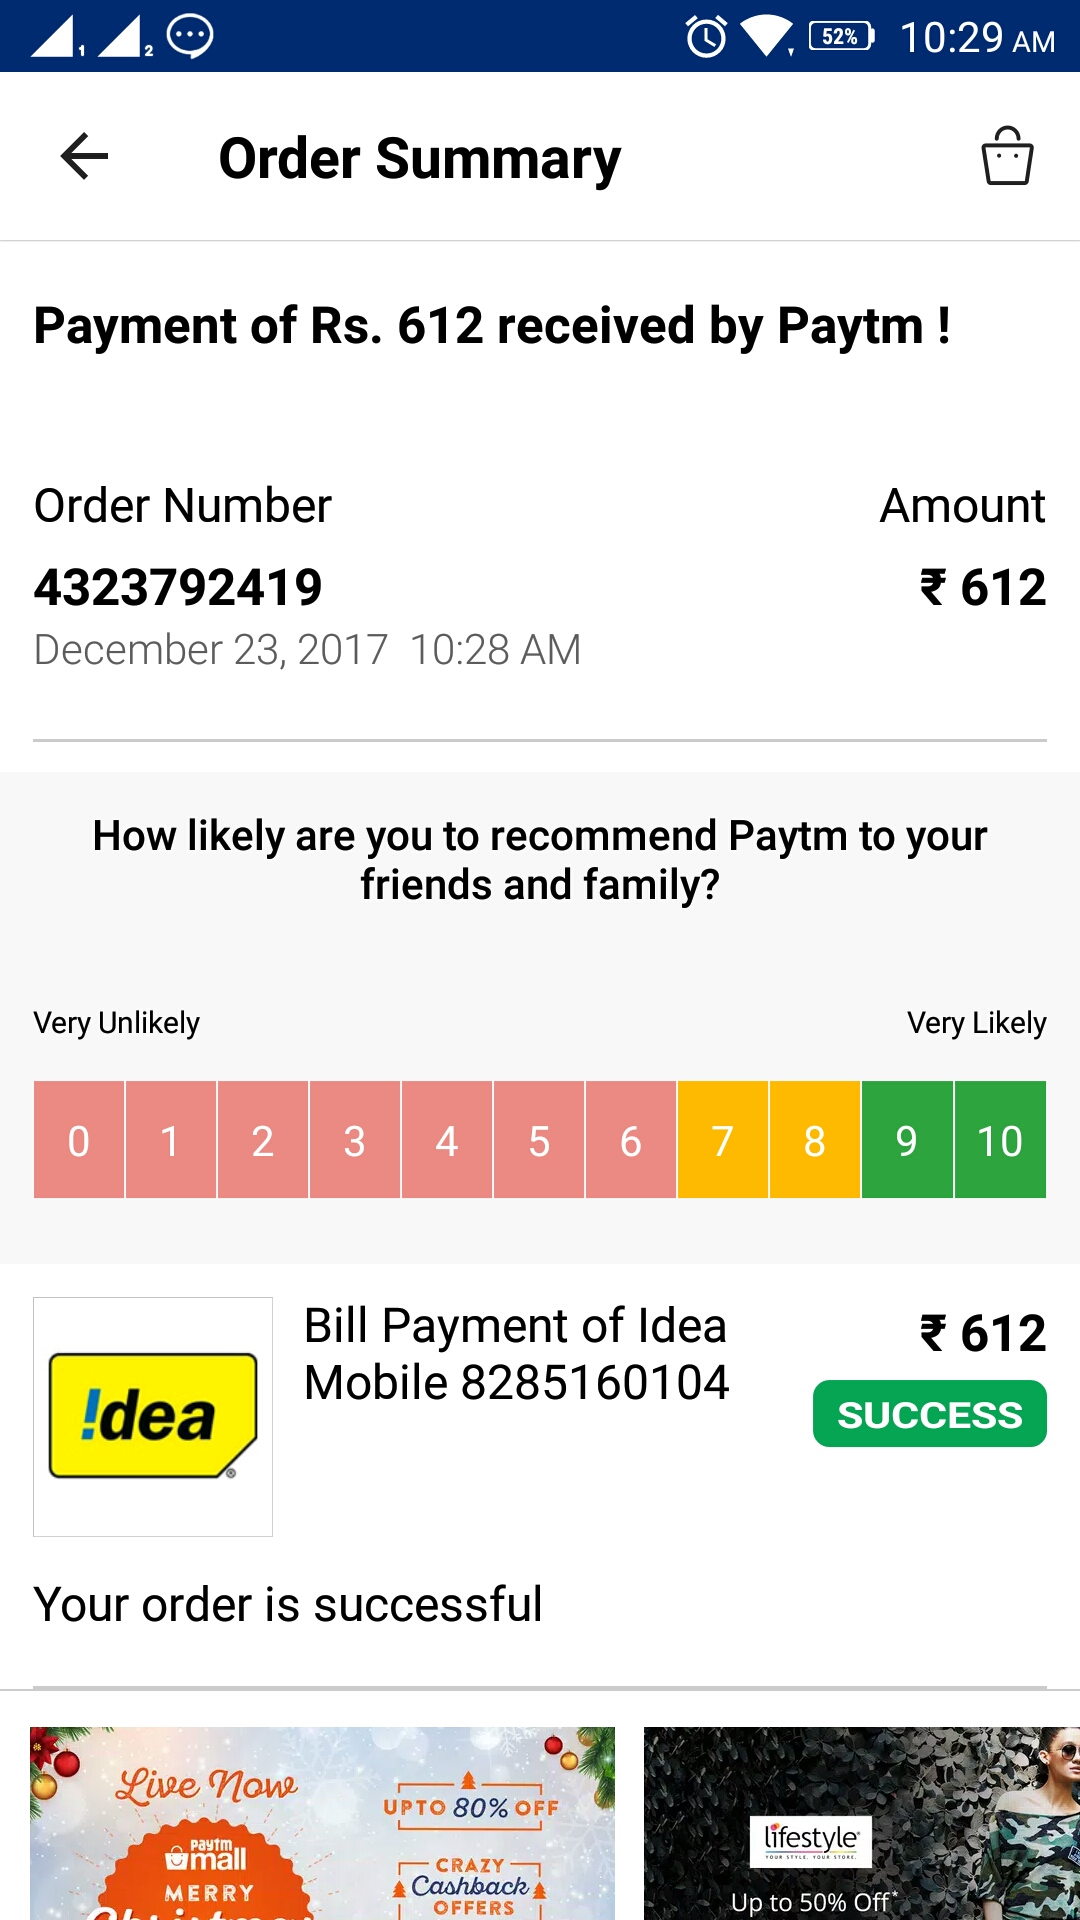 1 2 52% 10:29 AM
Order Summary
Payment of Rs. 612 received by Paytm !
Order Number Amount
4323792419 ₹ 612
December 23, 2017 10:28 AM
How likely are you to recommend Paytm to your
friends and family?
Very Unlikely Very Likely
0 1 2 3 4 5 6 7 8 9 10
Bill Payment of Idea
Mobile 8285160104
₹ 612
SUCCESS
!dea
Your order is successful
Live Now
paytm
mall
MERRY
Christmas
UPTO 80% OFF
CRAZY
Cashback
OFFERS
lifestyle
YOUR STYLE. YOUR STORE.
Up to 50% Off*